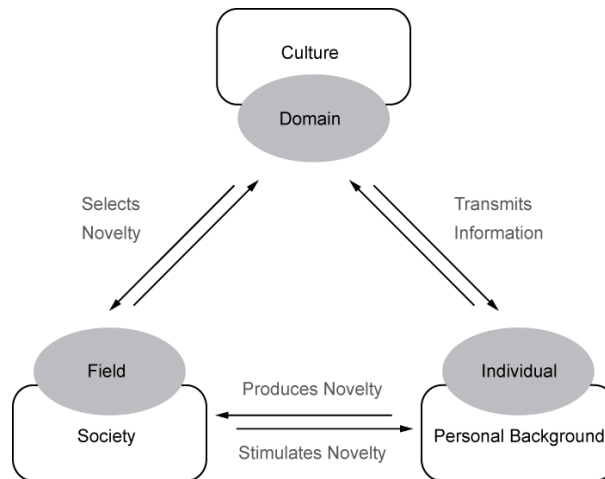 Culture
Domain
Selects
Novelty
Transmits
Information
Field
Society
Produces Novelty
Stimulates Novelty
Individual
Personal Background